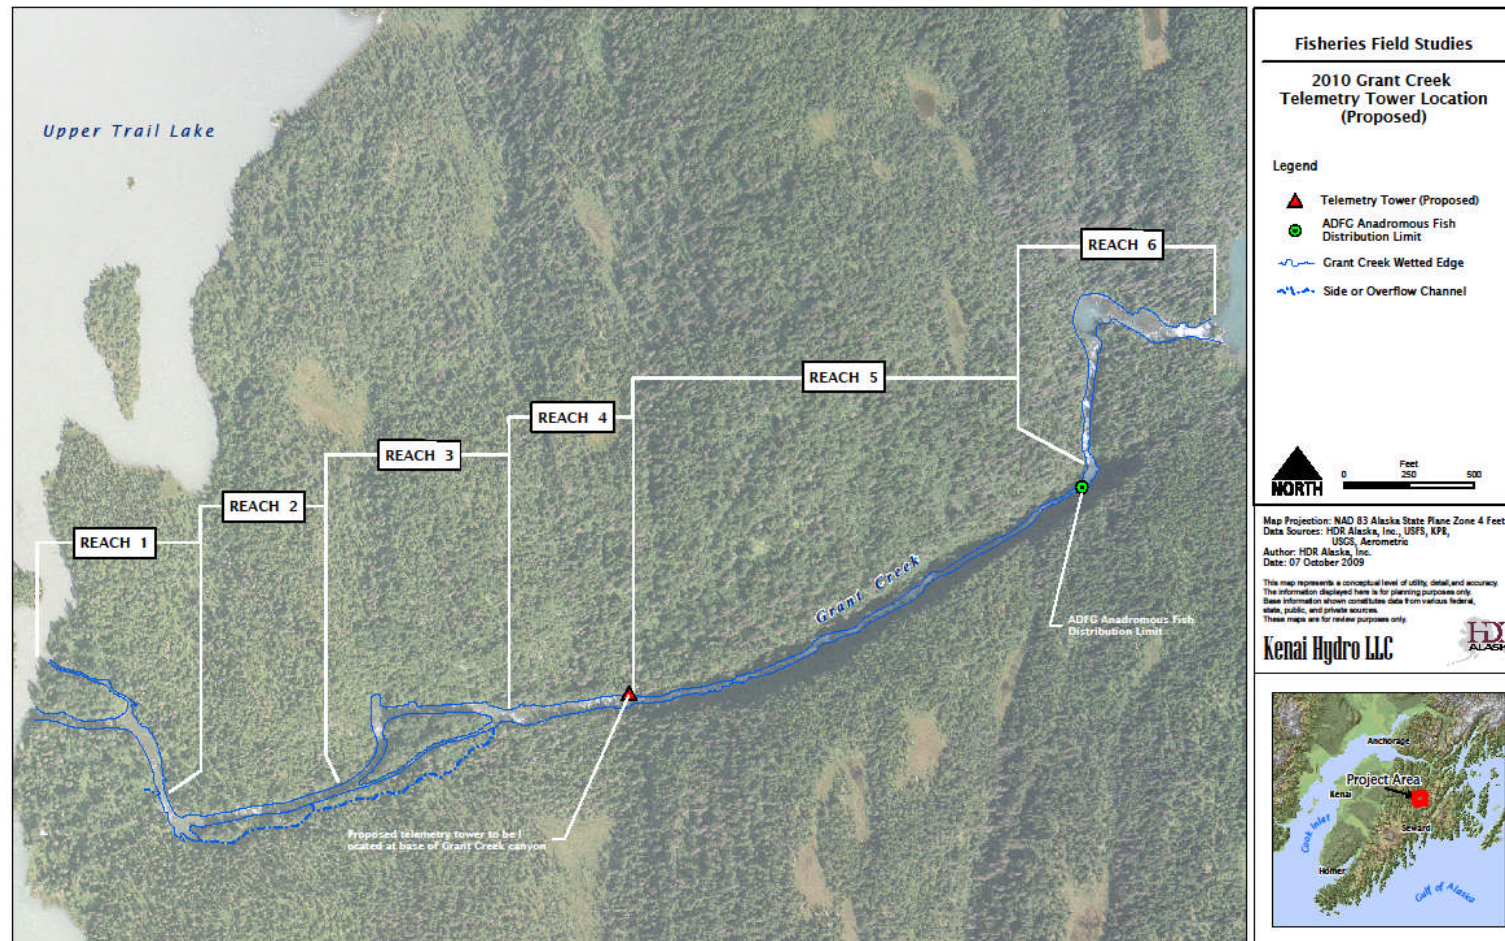 Upper Trail Lake
REACH 1
REACH 2
REACH 3
REACH 4
REACH 5
REACH 6
Grant Creek
ADFG Anadromous Fish
Distribution Limit
Proposed telemetry tower to be l
ocated at base of Grant Creek canyon
Fisheries Field Studies
2010 Grant Creek
Telemetry Tower Location
(Proposed)
Legend
Telemetry Tower (Proposed)
ADFG Anadromous Fish
Distribution Limit
Grant Creek Wetted Edge
Side or Overflow Channel
NORTH
Feet
0 250 500
Map Projection: NAD 83 Alaska State Plane Zone 4 Feet
Data Sources: HDR Alaska, Inc., USFS, KPB,
USGS, Aerometric
Author: HDR Alaska, Inc.
Date: 07 October 2009
This map represents a conceptual level of utility, detail,and accuracy.
The information displayed here is for planning purposes only.
Base information shown constitutes data from various federal,
state, public, and private sources.
These maps are for review purposes only.
Kenai Hydro LLC
Anchorage
Project Area
Kenai
Seward
Cook Inlet
Homer
Gulf of Alaska